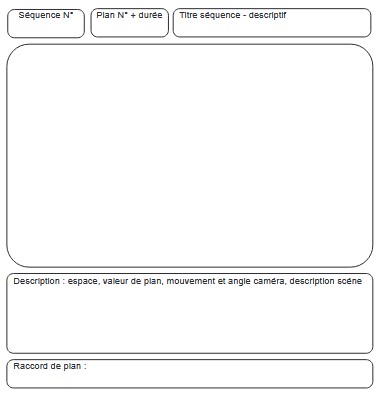 Séquence N°
Plan N° + durée
Titre séquence - descriptif
Description : espace, valeur de plan, mouvement et angle caméra, description scéne
Raccord de plan :